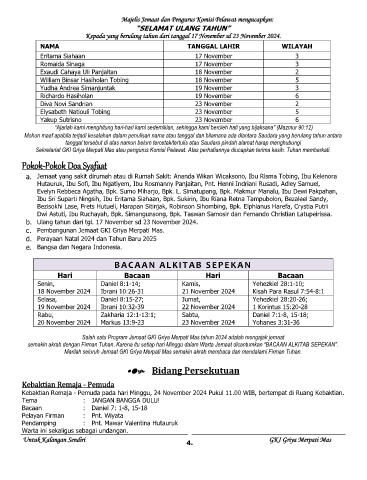 Majelis Jemaat dan Pengurus Komisi Pelawat mengucapkan:
"SELAMAT ULANG TAHUN"
Kepada yang berulang tahun dari tanggal 17 November sd 23 November 2024.
NAMA TANGGAL LAHIR WILAYAH
Eritama Siahaan 17 November 3
Romaida Sinaga 17 November 3
Exaudi Cahaya Uli Panjaitan 18 November 2
William Binsar Hasiholan Tobing 18 November 5
Yudha Andrea Simanjuntak 19 November 3
Richardo Hasiholan 19 November 6
Diva Novi Sandrian 23 November 2
Elysabeth Natiouli Tobing 23 November 5
Yakup Sutrisno 23 November 6
"Ajarlah kami menghitung hari-hari kami sedemikian, sehingga kami beroleh hati yang bijaksana" (Mazmur 90:12)
Mohon maaf apabila terjadi kesalahan dalam penulisan nama atau tanggal dan bilamana ada diantara Saudara yang berulang tahun antara
tanggal tersebut di atas namun belum tercetak/tertulis atau Saudara pindah alamat harap menghubungi
Sekretariat GKJ Griya Merpati Mas atau pengurus Komisi Pelawat. Atas perhatiannya diucapkan terima kasih. Tuhan memberkati.
Pokok-Pokok Doa Syafaat
a. Jemaat yang sakit dirumah atau di Rumah Sakit: Ananda Wikan Wicaksono, Ibu Risma Tobing, Ibu Kelenora
Hutauruk, Ibu Sofi, Ibu Ngatiyem, Ibu Rosmanny Panjaitan, Pnt. Henni Indriani Rusadi, Adley Samuel,
Evelyn Rebbeca Agatha, Bpk. Sumo Miharjo, Bpk. L. Simatupang, Bpk. Makmur Manalu, Ibu Dewi Pakpahan,
Ibu Sri Suparti Ningsih, Ibu Eritama Siahaan, Bpk. Sukirin, Ibu Riana Retna Tampubolon, Bezaleel Sandy,
Bezisokhi Lase, Frets Hutueli, Harapan Sitinjak, Robinson Sihombing, Bpk. Elphianus Harefa, Crystia Putri
Dwi Astuti, Ibu Ruchayah, Bpk. Simangunsong, Bpk. Taswan Samosir dan Fernando Christian Latupeirissa.
b. Ulang tahun dari tgl. 17 November sd 23 November 2024.
c. Pembangunan Jemaat GKJ Griya Merpati Mas.
d. Perayaan Natal 2024 dan Tahun Baru 2025
e. Bangsa dan Negara Indonesia.
BACAAN ALKITAB SEPEKAN
Hari Bacaan Hari Bacaan
Senin, Daniel 8:1-14; Kamis, Yehezkiel 28:1-10;
18 November 2024 Ibrani 10:26-31 21 November 2024 Kisah Para Rasul 7:54-8:1
Selasa, Daniel 8:15-27; Jumat, Yehezkiel 28:20-26;
19 November 2024 Ibrani 10:32-39 22 November 2024 1 Korintus 15:20-28
Rabu, Zakharia 12:1-13:1; Sabtu, Daniel 7:1-8, 15-18;
20 November 2024 Markus 13:9-23 23 November 2024 Yohanes 3:31-36
Salah satu Program Jemaat GKJ Griya Merpati Mas tahun 2024 adalah mengajak jemaat
semakin akrab dengan Firman Tuhan. Karena itu setiap hari Minggu dalam Warta Jemaat dicantumkan "BACAAN ALKITAB SEPEKAN".
Marilah seluruh Jemaat GKJ Griya Merpati Mas semakin akrab membaca dan mendalami Firman Tuhan.
Bidang Persekutuan
Kebaktian Remaja - Pemuda
Kebaktian Remaja - Pemuda pada hari Minggu, 24 November 2024 Pukul 11.00 WIB, bertempat di Ruang Kebaktian.
Tema : JANGAN BANGGA DULU!
Bacaan : Daniel 7: 1-8, 15-18
Pelayan Firman : Pnt. Wiyata
Pendamping : Pnt. Mawar Valentina Hutauruk
Warta ini sekaligus sebagai undangan.
Untuk Kalangan Sendiri GKJ Griya Merpati Mas
4.